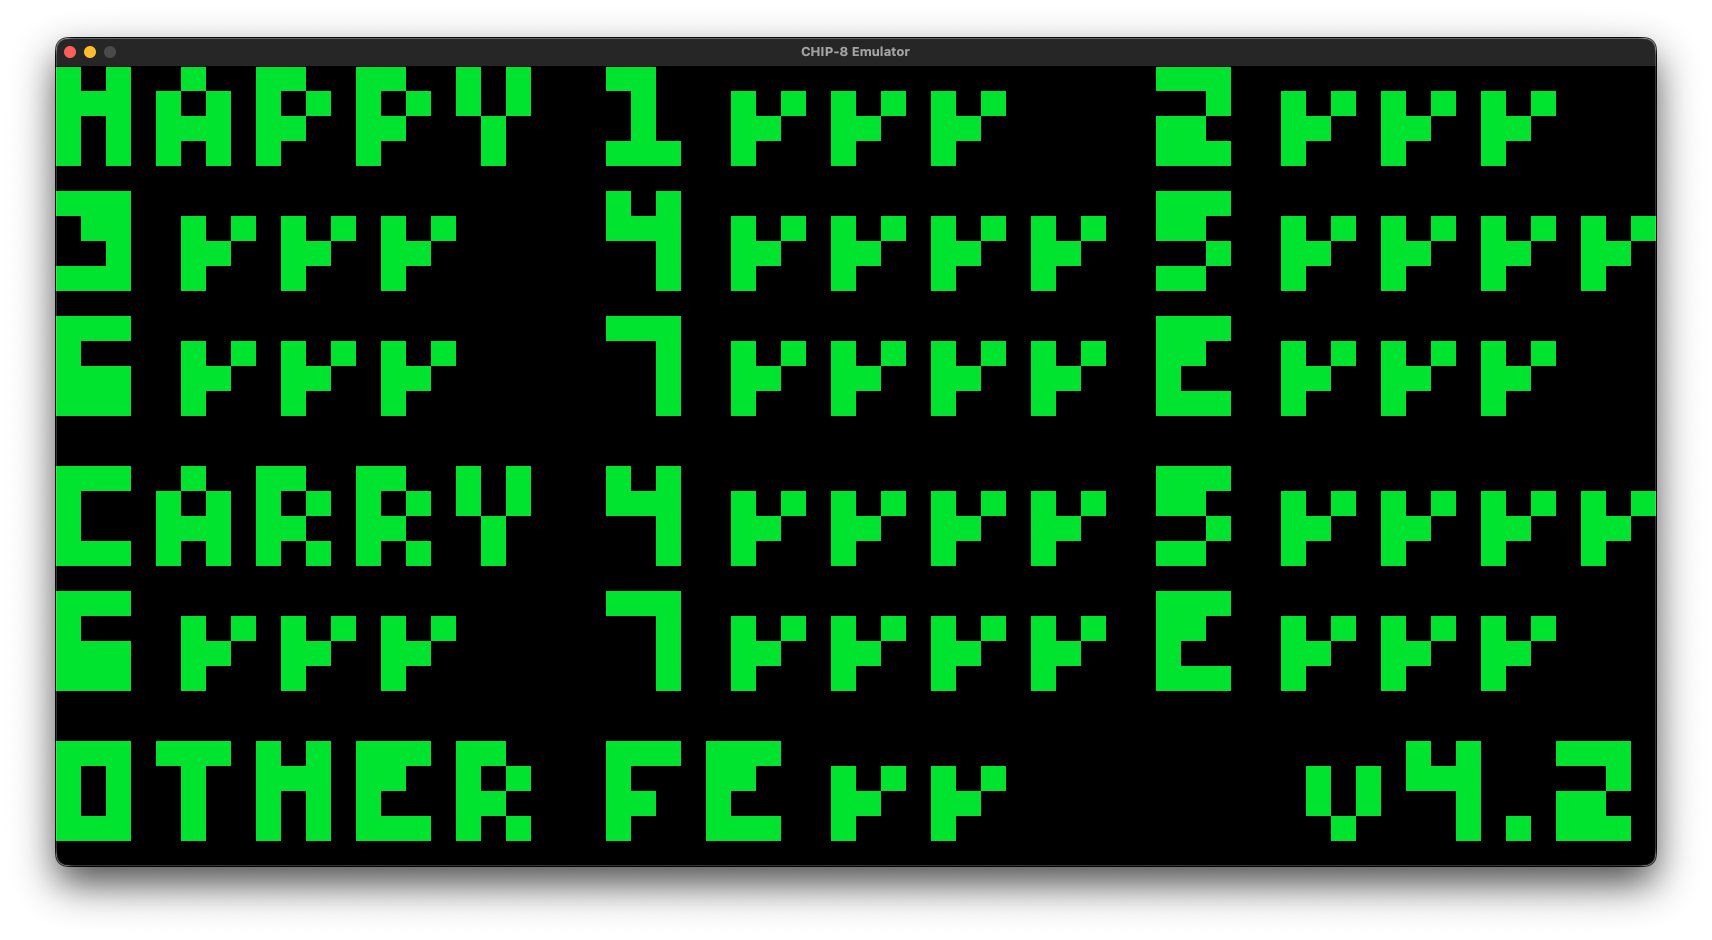 CHIP-8 Emulator
HAPPY 1 ✓✓✓ 2 ✓✓✓
3 ✓✓✓ 4 ✓✓✓✓ 5 ✓✓✓✓
6 ✓✓✓ 7 ✓✓✓✓ E ✓✓✓
CARRY 4 ✓✓✓✓ 5 ✓✓✓✓
6 ✓✓✓ 7 ✓✓✓✓ E ✓✓✓
OTHER FE ✓✓ v4.2